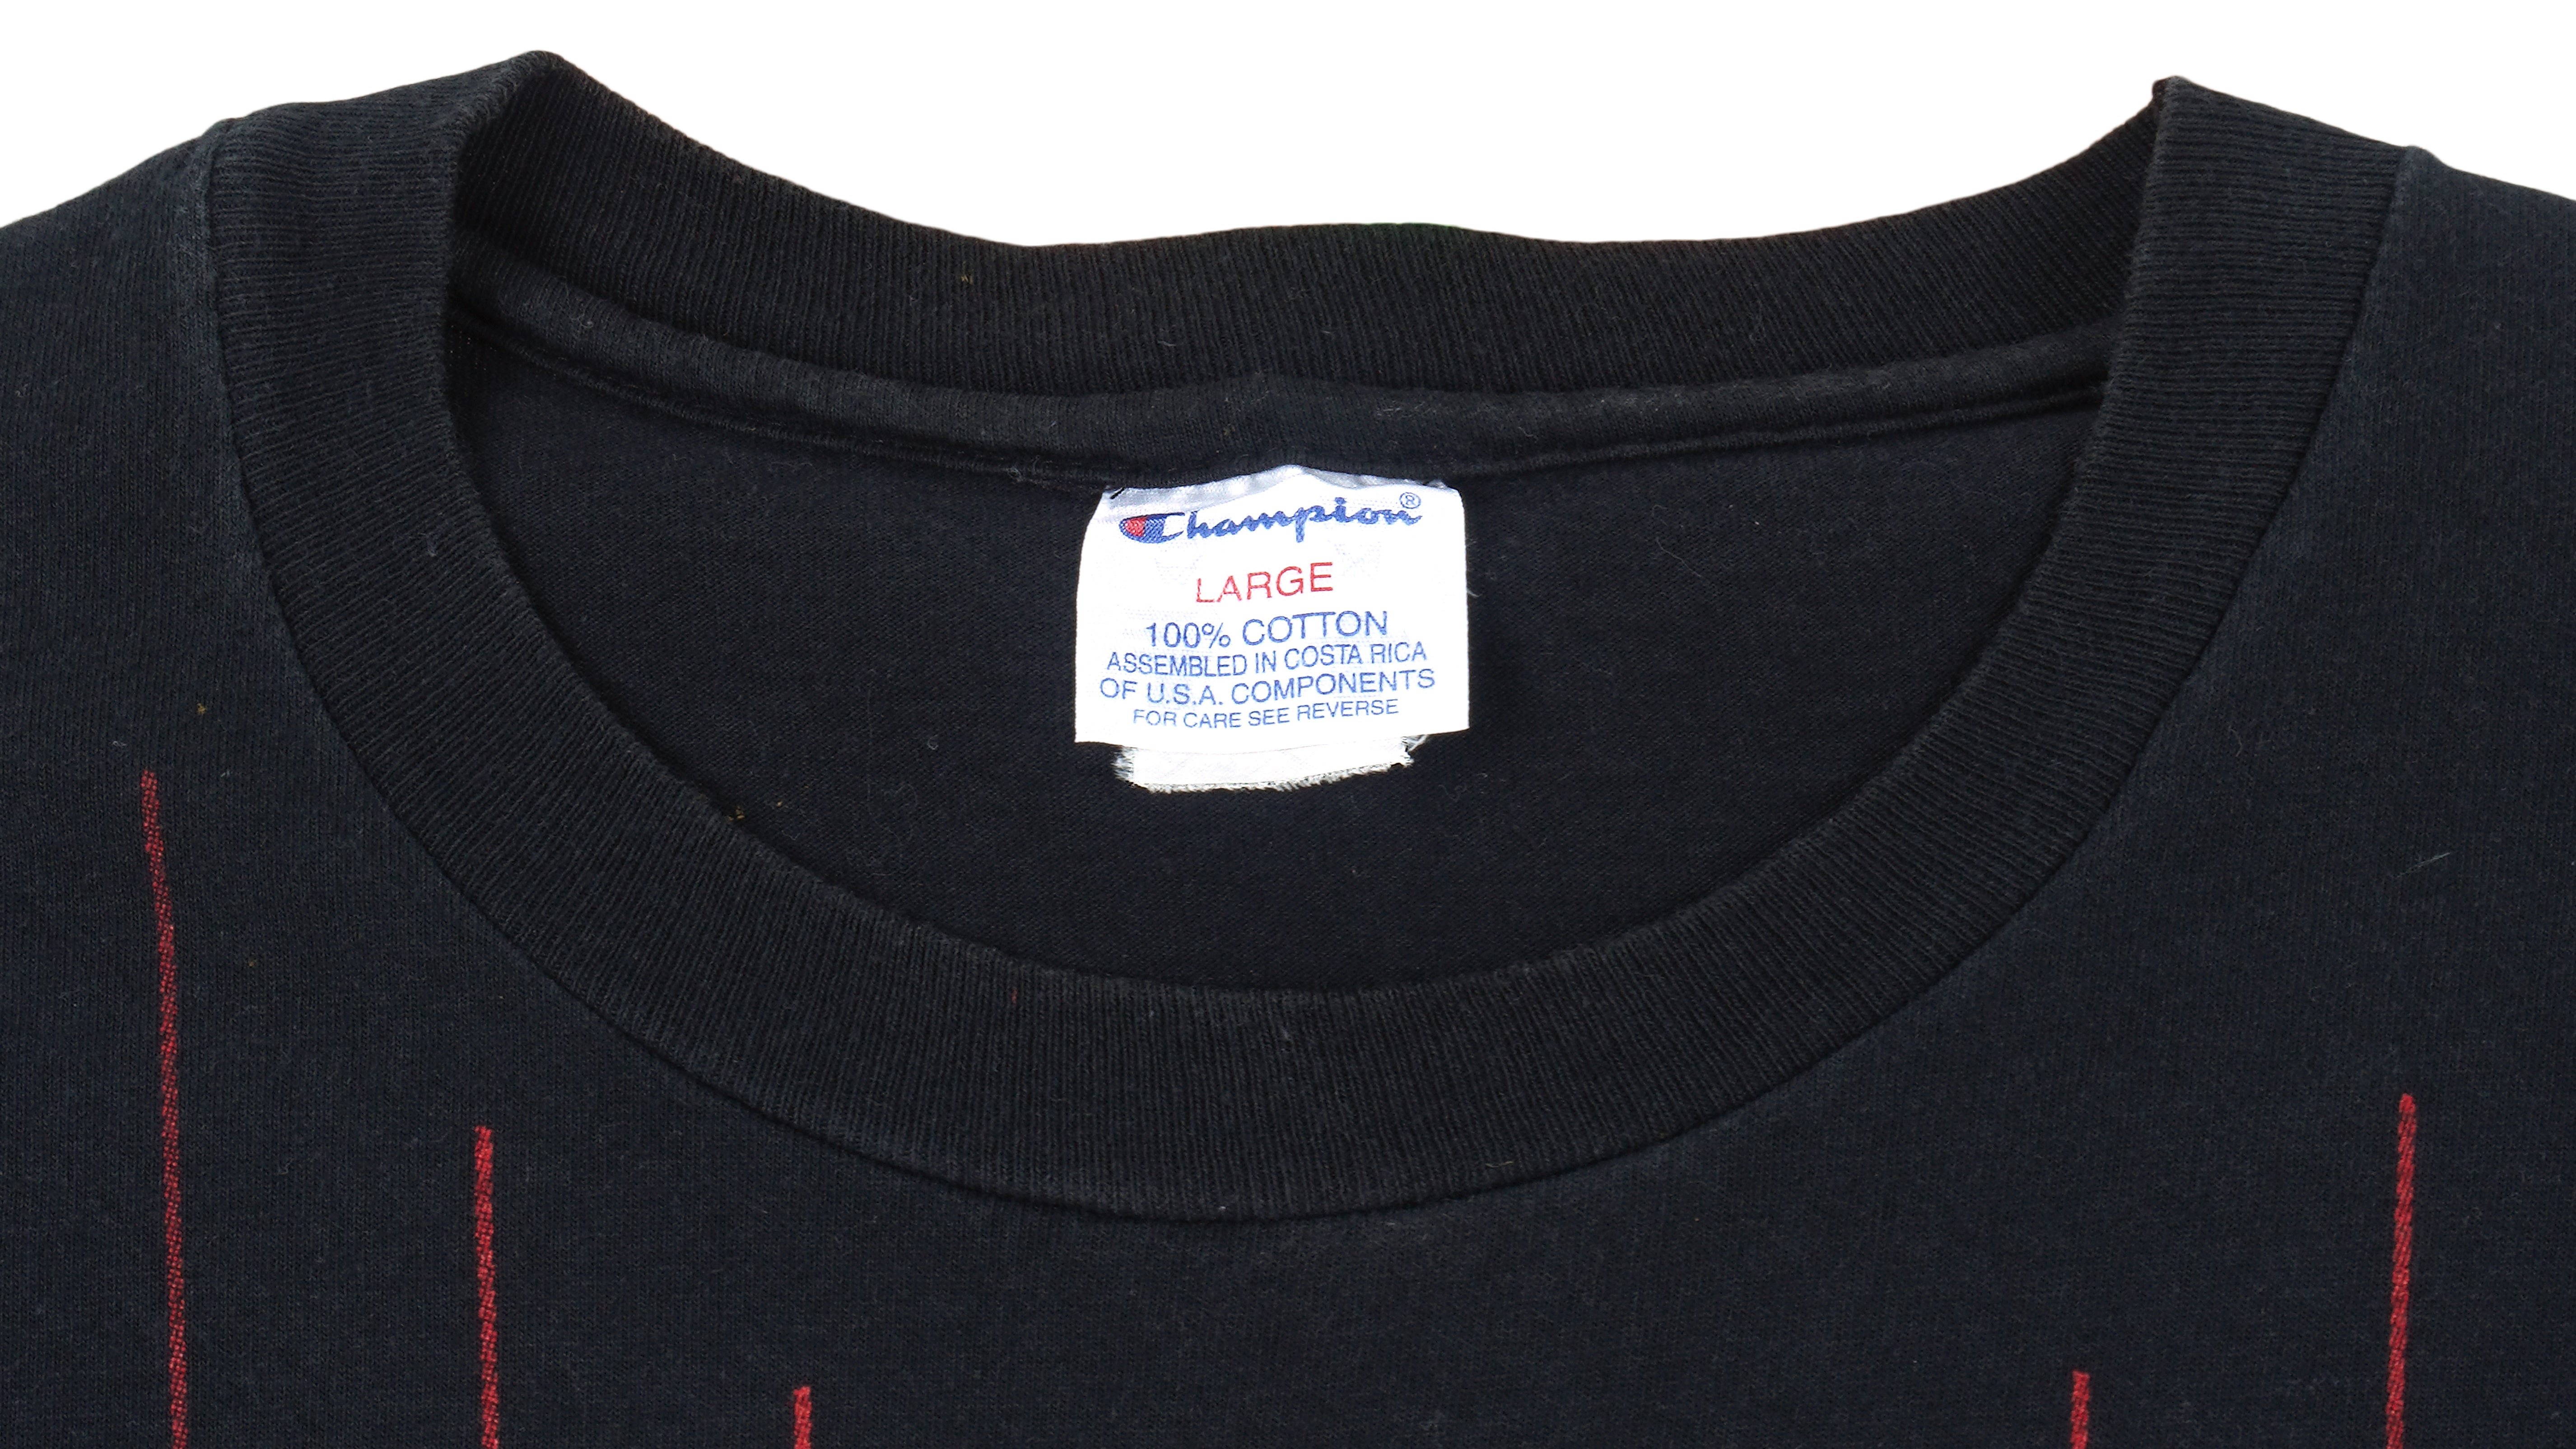 Champion®
LARGE
100% COTTON
ASSEMBLED IN COSTA RICA
OF U.S.A. COMPONENTS
FOR CARE SEE REVERSE